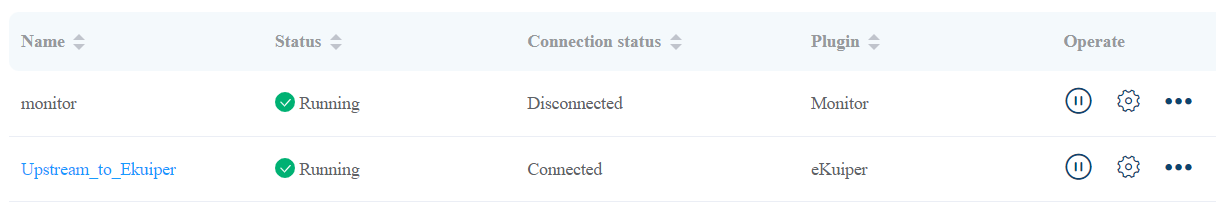 Name Status Connection status Plugin Operate
monitor Running Disconnected Monitor
Upstream_to_Ekuiper Running Connected eKuiper